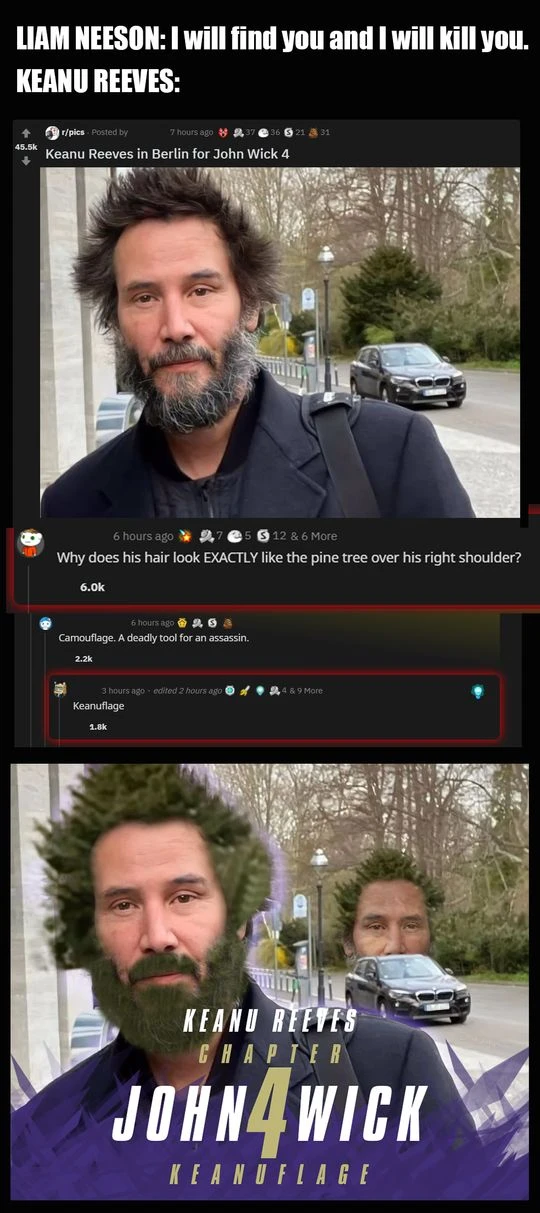 LIAM NEESON: I will find you and I will kill you.
KEANU REEVES:
r/pics · Posted by 7 hours ago 37 36 21 31
45.5k
Keanu Reeves in Berlin for John Wick 4
6 hours ago 7 5 12 & 6 More
Why does his hair look EXACTLY like the pine tree over his right shoulder?
6.0k
6 hours ago
Camouflage. A deadly tool for an assassin.
2.2k
3 hours ago · edited 2 hours ago 4 & 9 More
Keanuflage
1.8k
KEANU REEVES
CHAPTER
JOHN 4 WICK
KEANUFLAGE